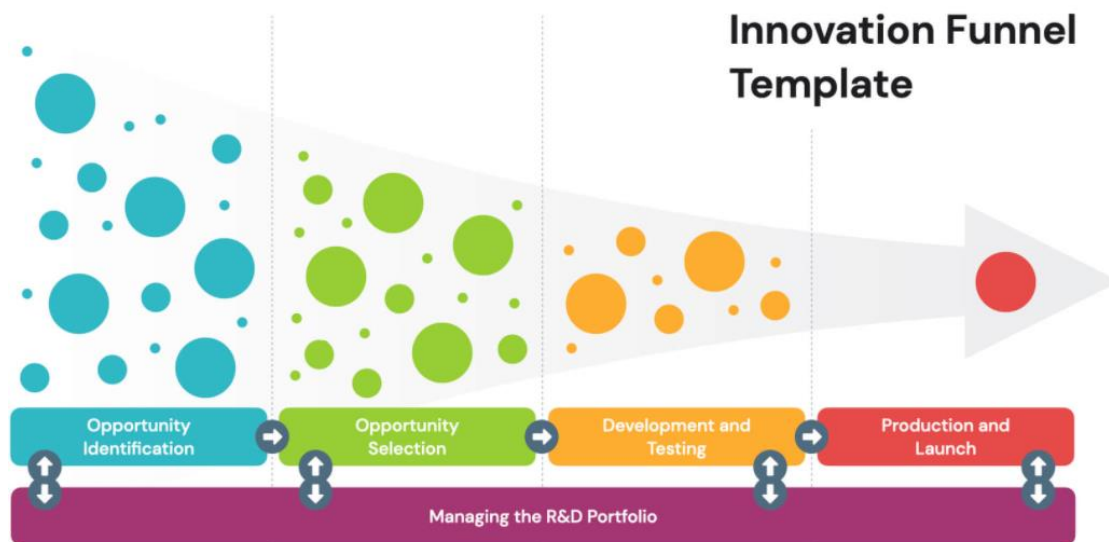 Innovation Funnel
Template
Opportunity
Identification
Opportunity
Selection
Development and
Testing
Production and
Launch
Managing the R&D Portfolio